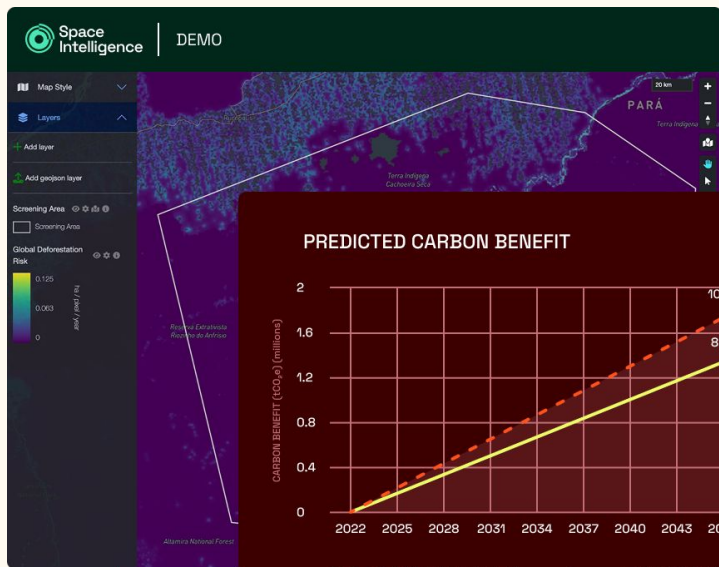 Space
Intelligence
DEMO
Map Style
Layers
Add layer
Add geojson layer
Screening Area
Screening Area
Global Deforestation
Risk
0.125
0.063
0
ha / pixel / year
20 km
PARÁ
Terra Indígena
Terra Indígena
Cachoeira Seca
Reserva Extrativista
Riozinho do Anfrísio
Altamira National Forest
PREDICTED CARBON BENEFIT
CARBON BENEFIT (tCO₂e) (millions)
2
1.6
1.2
0.8
0.4
0
10
8
2022 2025 2028 2031 2034 2037 2040 2043 20